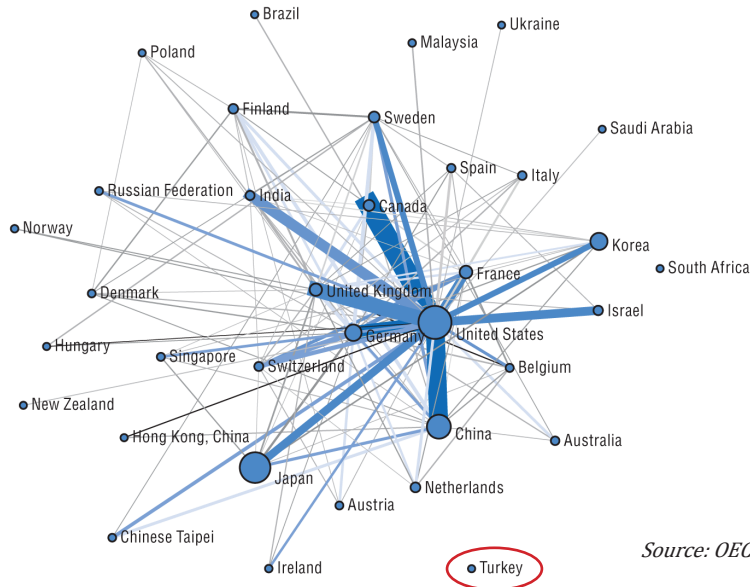 Brazil
Ukraine
Malaysia
Poland
Finland
Sweden
Saudi Arabia
Spain
Italy
Russian Federation
India
Canada
Norway
Korea
South Africa
France
United Kingdom
Denmark
Israel
United States
Germany
Hungary
Singapore
Switzerland
Belgium
New Zealand
Hong Kong, China
China
Australia
Japan
Netherlands
Austria
Chinese Taipei
Source: OEC
Ireland
Turkey